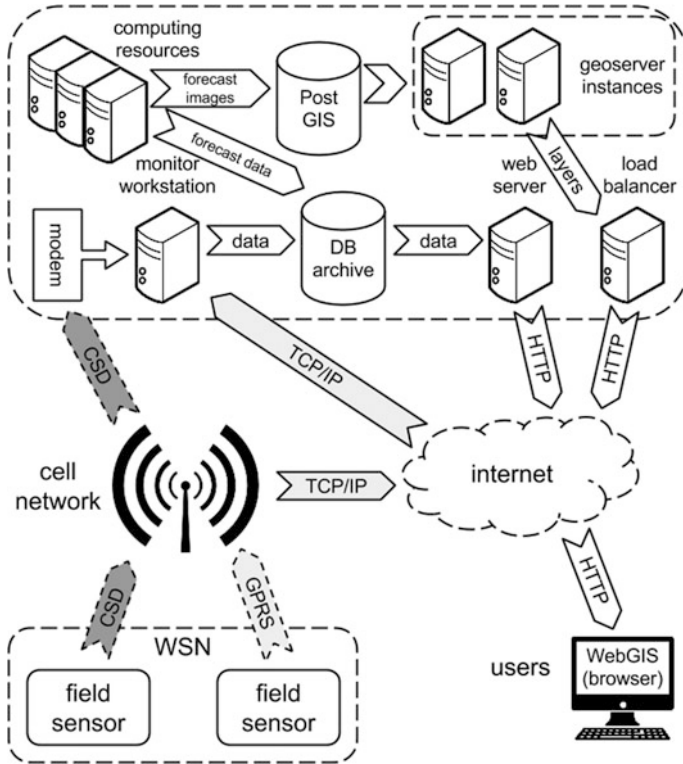 computing
resources
forecast
images
Post
GIS
geoserver
instances
forecast data
monitor
workstation
layers
web
server
load
balancer
modem
data
DB
archive
data
CSD
TCP/IP
HTTP
HTTP
cell
network
TCP/IP
internet
CSD
GPRS
HTTP
WSN
field
sensor
field
sensor
users
WebGIS
(browser)